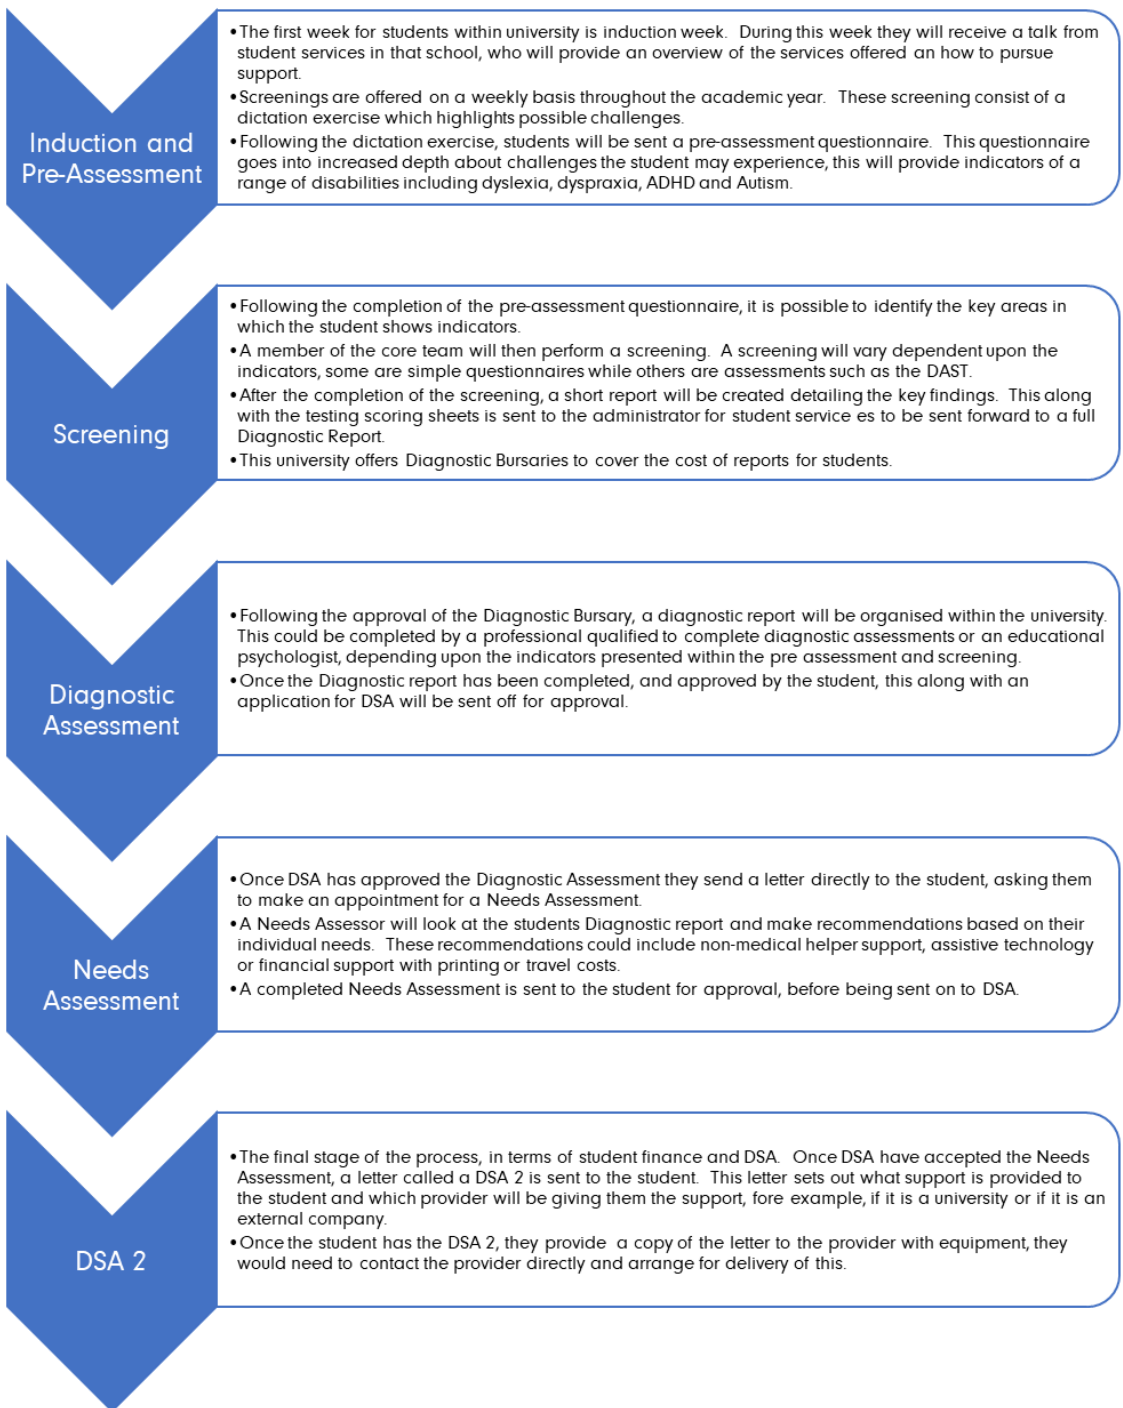 Induction and
Pre-Assessment
•The first week for students within university is induction week. During this week they will receive a talk from
student services in that school, who will provide an overview of the services offered an how to pursue
support.
•Screenings are offered on a weekly basis throughout the academic year. These screening consist of a
dictation exercise which highlights possible challenges.
•Following the dictation exercise, students will be sent a pre-assessment questionnaire. This questionnaire
goes into increased depth about challenges the student may experience, this will provide indicators of a
range of disabilities including dyslexia, dyspraxia, ADHD and Autism.
Screening
•Following the completion of the pre-assessment questionnaire, it is possible to identify the key areas in
which the student shows indicators.
•A member of the core team will then perform a screening. A screening will vary dependent upon the
indicators, some are simple questionnaires while others are assessments such as the DAST.
•After the completion of the screening, a short report will be created detailing the key findings. This along
with the testing scoring sheets is sent to the administrator for student service es to be sent forward to a full
Diagnostic Report.
•This university offers Diagnostic Bursaries to cover the cost of reports for students.
Diagnostic
Assessment
•Following the approval of the Diagnostic Bursary, a diagnostic report will be organised within the university.
This could be completed by a professional qualified to complete diagnostic assessments or an educational
psychologist, depending upon the indicators presented within the pre assessment and screening.
•Once the Diagnostic report has been completed, and approved by the student, this along with an
application for DSA will be sent off for approval.
Needs
Assessment
•Once DSA has approved the Diagnostic Assessment they send a letter directly to the student, asking them
to make an appointment for a Needs Assessment.
•A Needs Assessor will look at the students Diagnostic report and make recommendations based on their
individual needs. These recommendations could include non-medical helper support, assistive technology
or financial support with printing or travel costs.
•A completed Needs Assessment is sent to the student for approval, before being sent on to DSA.
DSA 2
•The final stage of the process, in terms of student finance and DSA. Once DSA have accepted the Needs
Assessment, a letter called a DSA 2 is sent to the student. This letter sets out what support is provided to
the student and which provider will be giving them the support, fore example, if it is a university or if it is an
external company.
•Once the student has the DSA 2, they provide a copy of the letter to the provider with equipment, they
would need to contact the provider directly and arrange for delivery of this.